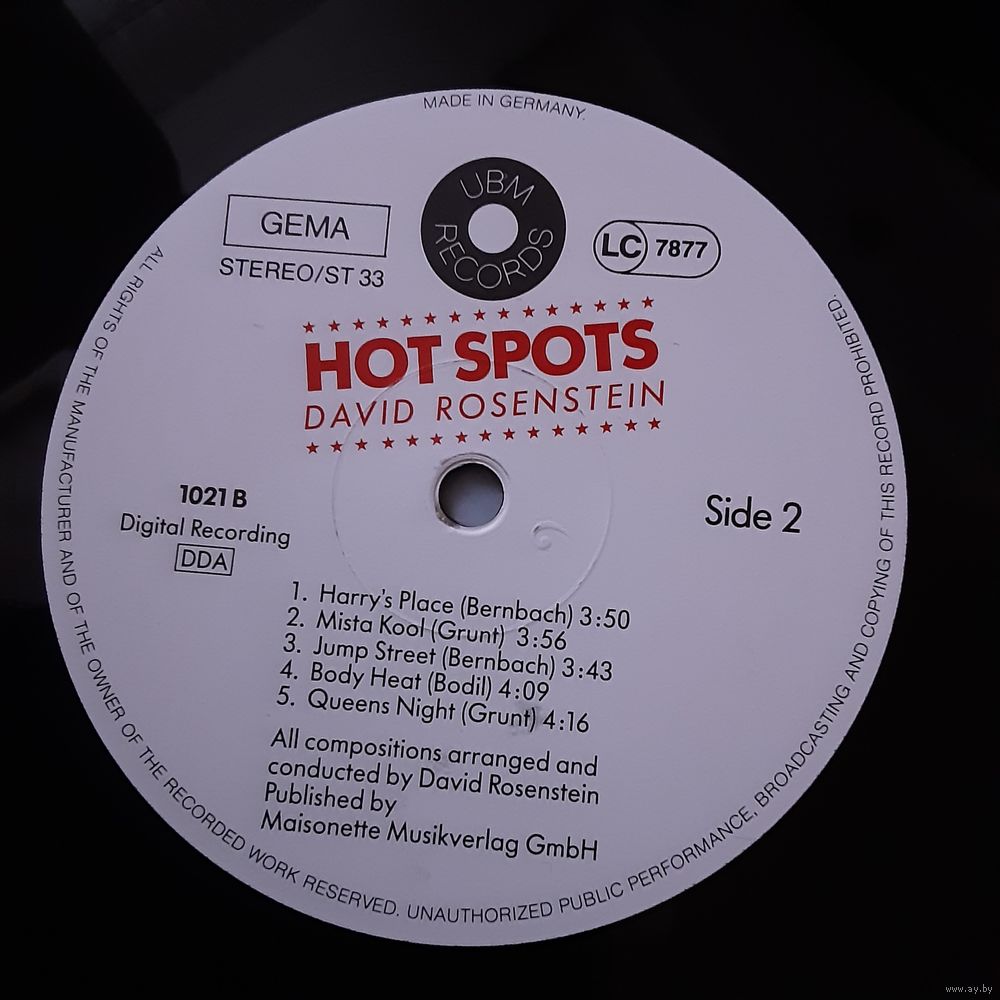 MADE IN GERMANY.
UBM
RECORDS
GEMA
STEREO/ST 33
LC 7877
HOT SPOTS
DAVID ROSENSTEIN
1021 B
Digital Recording
DDA
Side 2
1. Harry's Place (Bernbach) 3:50
2. Mista Kool (Grunt) 3:56
3. Jump Street (Bernbach) 3:43
4. Body Heat (Bodil) 4:09
5. Queens Night (Grunt) 4:16
All compositions arranged and
conducted by David Rosenstein
Published by
Maisonette Musikverlag GmbH
ALL RIGHTS OF THE MANUFACTURER AND OF THE OWNER OF THE RECORDED WORK RESERVED. UNAUTHORIZED PUBLIC PERFORMANCE, BROADCASTING AND COPYING OF THIS RECORD PROHIBITED.
www.ay.by